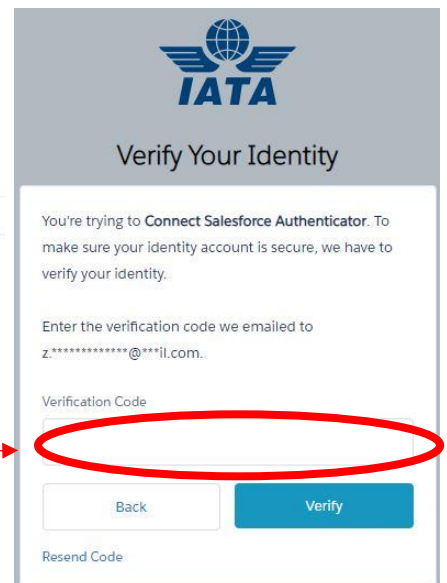 IATA
Verify Your Identity
You're trying to Connect Salesforce Authenticator. To
make sure your identity account is secure, we have to
verify your identity.
Enter the verification code we emailed to
z.*************@***il.com.
Verification Code
Back
Verify
Resend Code